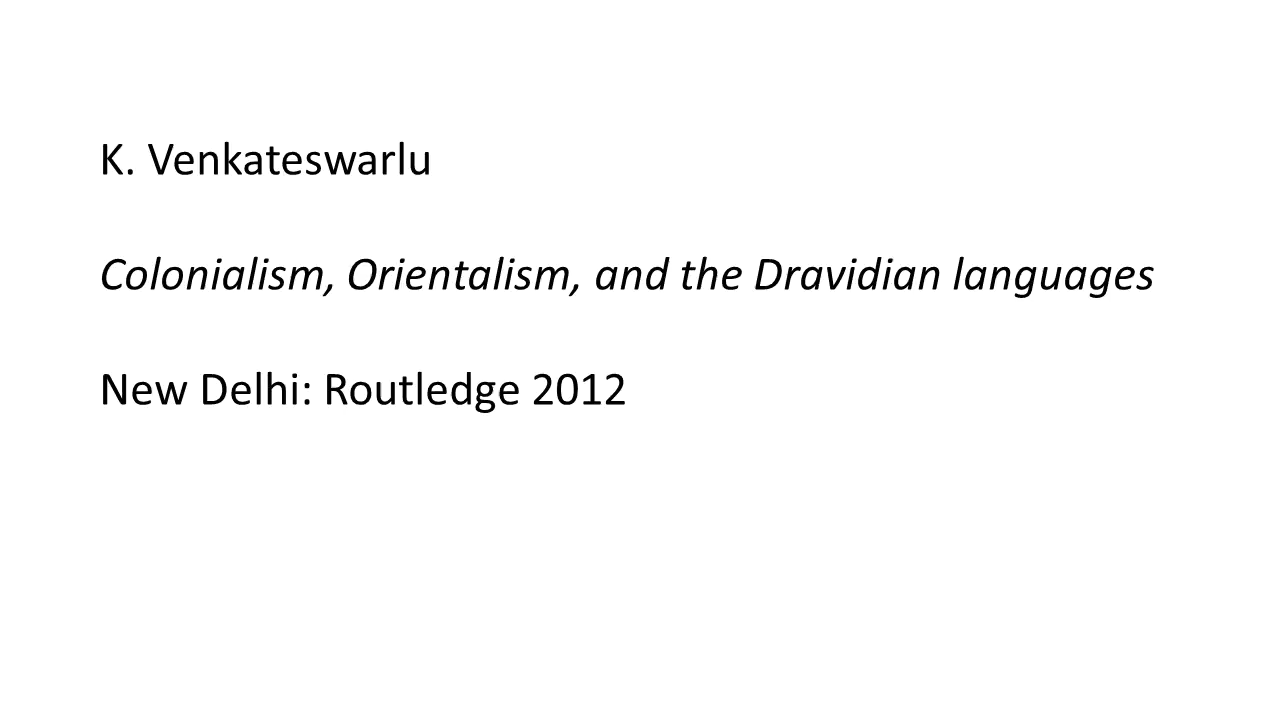 K. Venkateswarlu
Colonialism, Orientalism, and the Dravidian languages
New Delhi: Routledge 2012